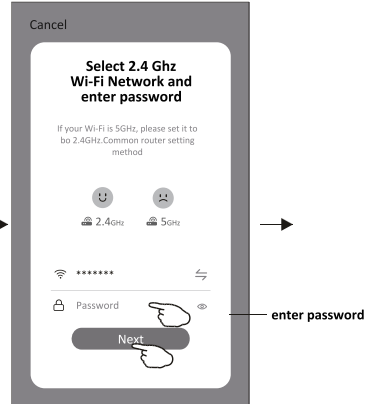 Cancel
Select 2.4 Ghz
Wi-Fi Network and
enter password
If your Wi-Fi is 5GHz, please set it to
bo 2.4GHz.Common router setting
method
2.4GHz 5GHz
*******
Password
enter password
Next